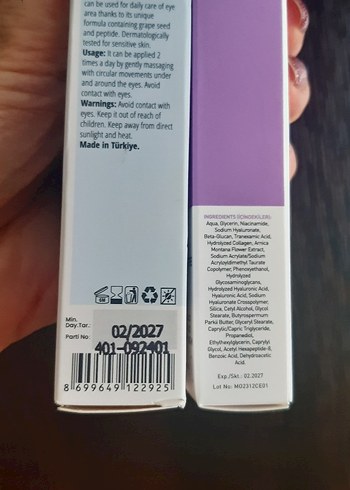 can be used for daily care of eye
area thanks to its unique
formula containing grape seed
and peptide. Dermatologically
tested for sensitive skin.
Usage: It can be applied 2
times a day by gently massaging
with circular movements under
and around the eyes. Avoid
contact with eyes.
Warnings: Avoid contact with
eyes. Keep it out of reach of
children. Keep away from direct
sunlight and heat.
Made in Türkiye.
Min.
Day.Tar.:
Parti No:
02/2027
401-092401
8 699649 122925
INGREDIENTS (İÇİNDEKİLER):
Aqua, Glycerin, Niacinamide,
Sodium Hyaluronate,
Beta-Glucan, Tranexamic Acid,
Hydrolyzed Collagen, Arnica
Montana Flower Extract,
Sodium Acrylate/Sodium
Acryloyldimethyl Taurate
Copolymer, Phenoxyethanol,
Hydrolyzed
Glycosaminoglycans,
Hydrolyzed Hyaluronic Acid,
Hyaluronic Acid, Sodium
Hyaluronate Crosspolymer,
Silica, Cetyl Alcohol, Glycol
Stearate, Butyrospermum
Parkii Butter, Glyceryl Stearate,
Caprylic/Capric Triglyceride,
Propanediol,
Ethylhexylglycerin, Caprylyl
Glycol, Acetyl Hexapeptide-8,
Benzoic Acid, Dehydroacetic
Acid.
Exp./Skt.: 02 2027
Lot No: MO2312CE01